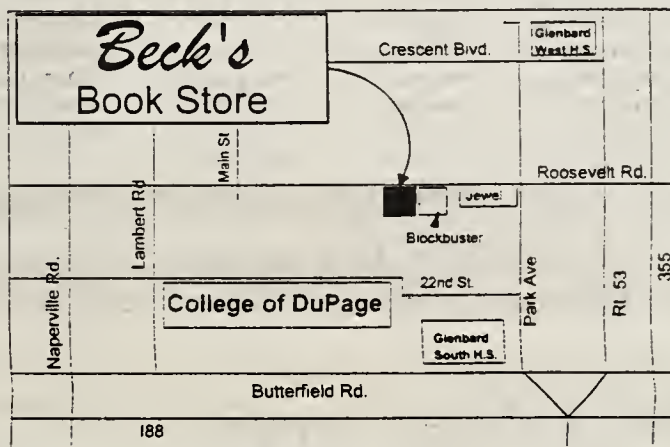 Beck's
Book Store
Crescent Blvd.
Glenbard
West H.S.
Main St
Lambert Rd
Roosevelt Rd.
Jewel
Blockbuster
Naperville Rd.
22nd St.
College of DuPage
Park Ave
Rt 53
355
Glenbard
South H.S.
Butterfield Rd.
188